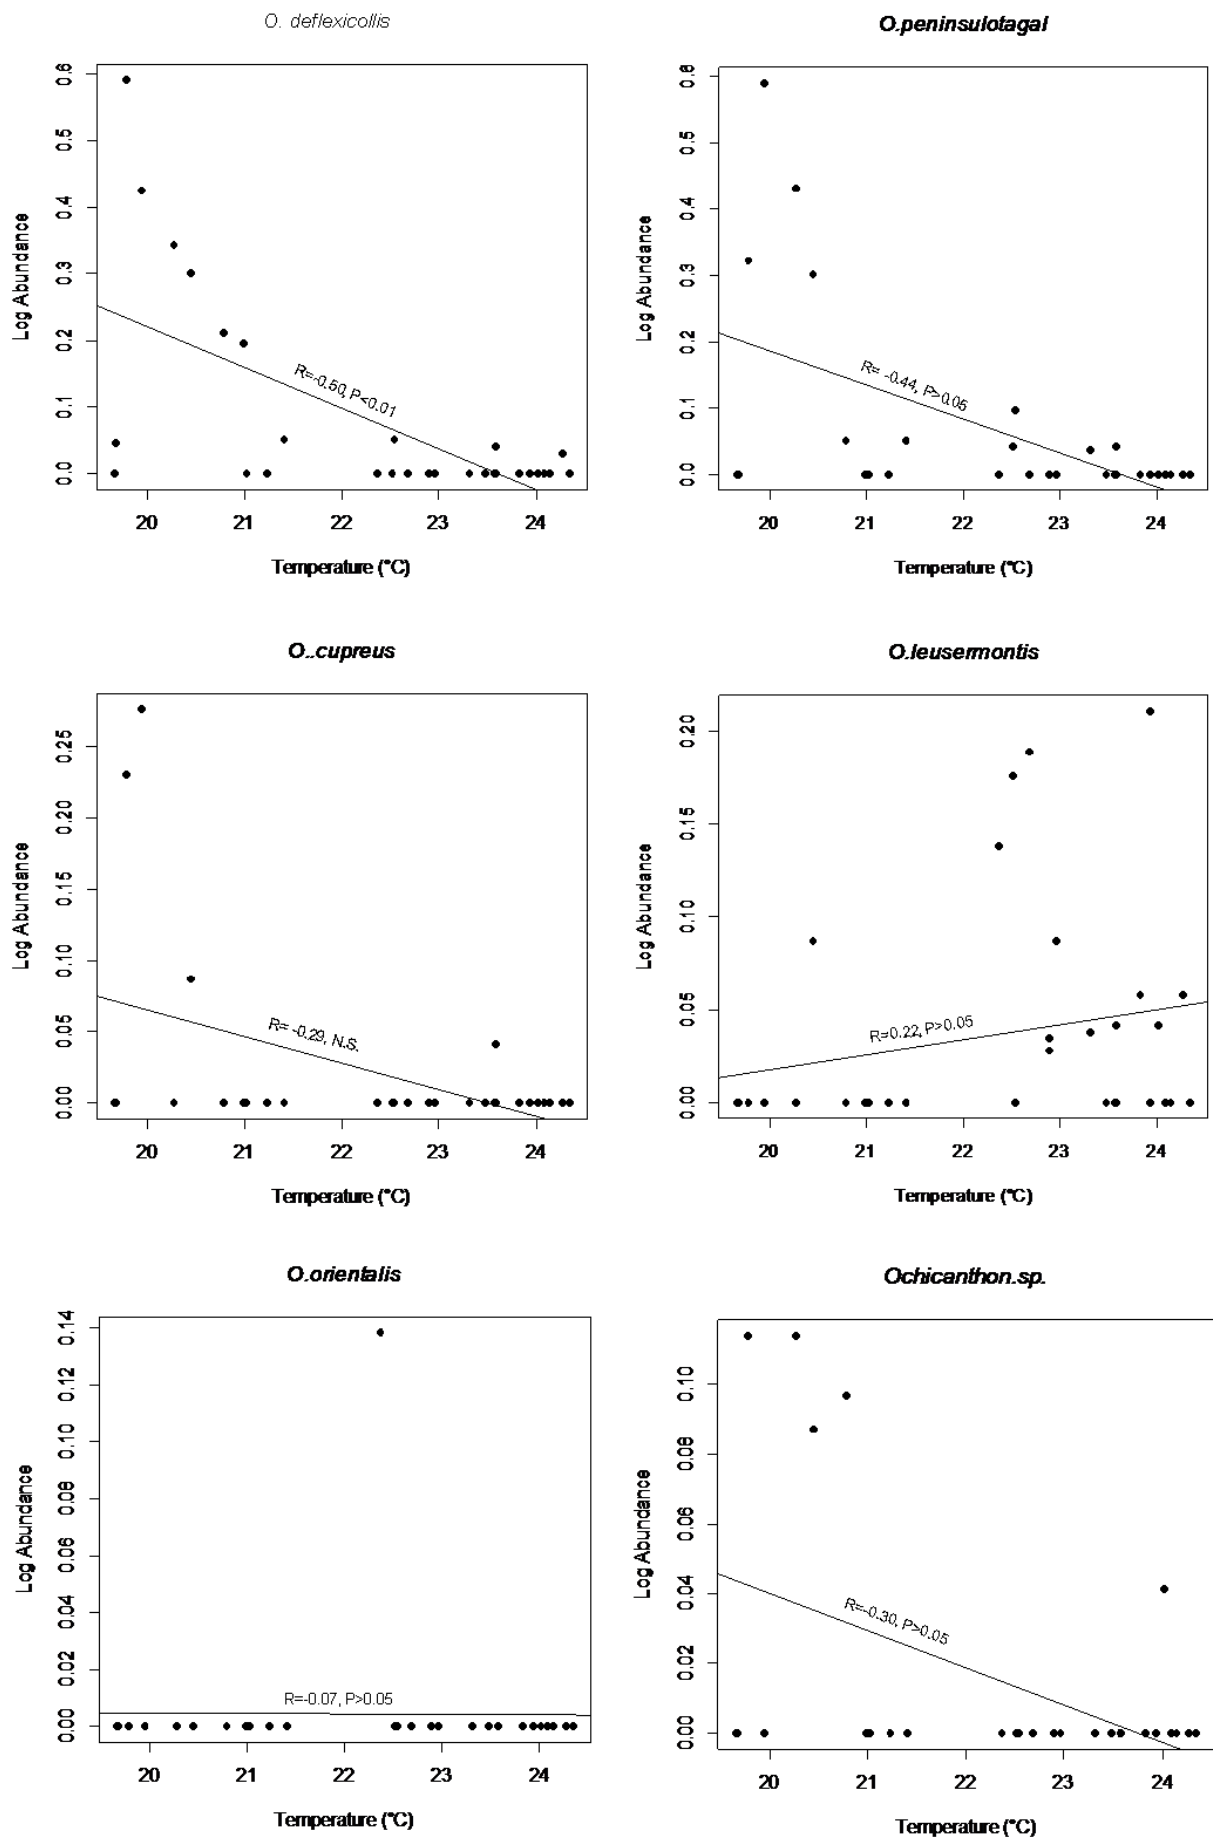 O. deflexicollis
Log Abundance
0.0 0.1 0.2 0.3 0.4 0.5 0.6
R=-0.50, P<0.01
20 21 22 23 24
Temperature (°C)
O.peninsulotagal
Log Abundance
0.0 0.1 0.2 0.3 0.4 0.5 0.6
R= -0.44, P>0.05
20 21 22 23 24
Temperature (°C)
O..cupreus
Log Abundance
0.00 0.05 0.10 0.15 0.20 0.25
R= -0.29, N.S.
20 21 22 23 24
Temperature (°C)
O.leusermontis
Log Abundance
0.00 0.05 0.10 0.15 0.20
R=0.22, P>0.05
20 21 22 23 24
Temperature (°C)
O.orientalis
Log Abundance
0.00 0.02 0.04 0.06 0.08 0.10 0.12 0.14
R=-0.07, P>0.05
20 21 22 23 24
Temperature (°C)
Ochicanthon.sp.
Log Abundance
0.00 0.02 0.04 0.06 0.08 0.10
R=-0.30, P>0.05
20 21 22 23 24
Temperature (°C)